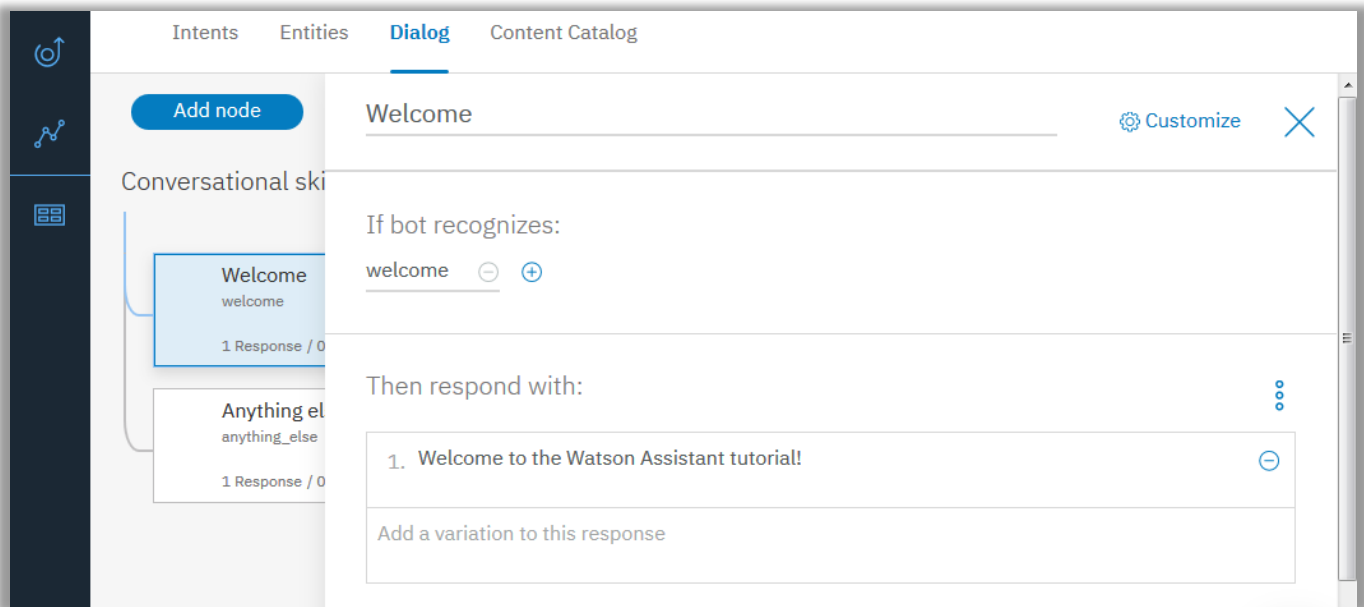 Intents Entities Dialog Content Catalog
Add node
Conversational ski
Welcome
welcome
1 Response / 0
Anything el
anything_else
1 Response / 0
Welcome
Customize
If bot recognizes:
welcome
Then respond with:
1. Welcome to the Watson Assistant tutorial!
Add a variation to this response